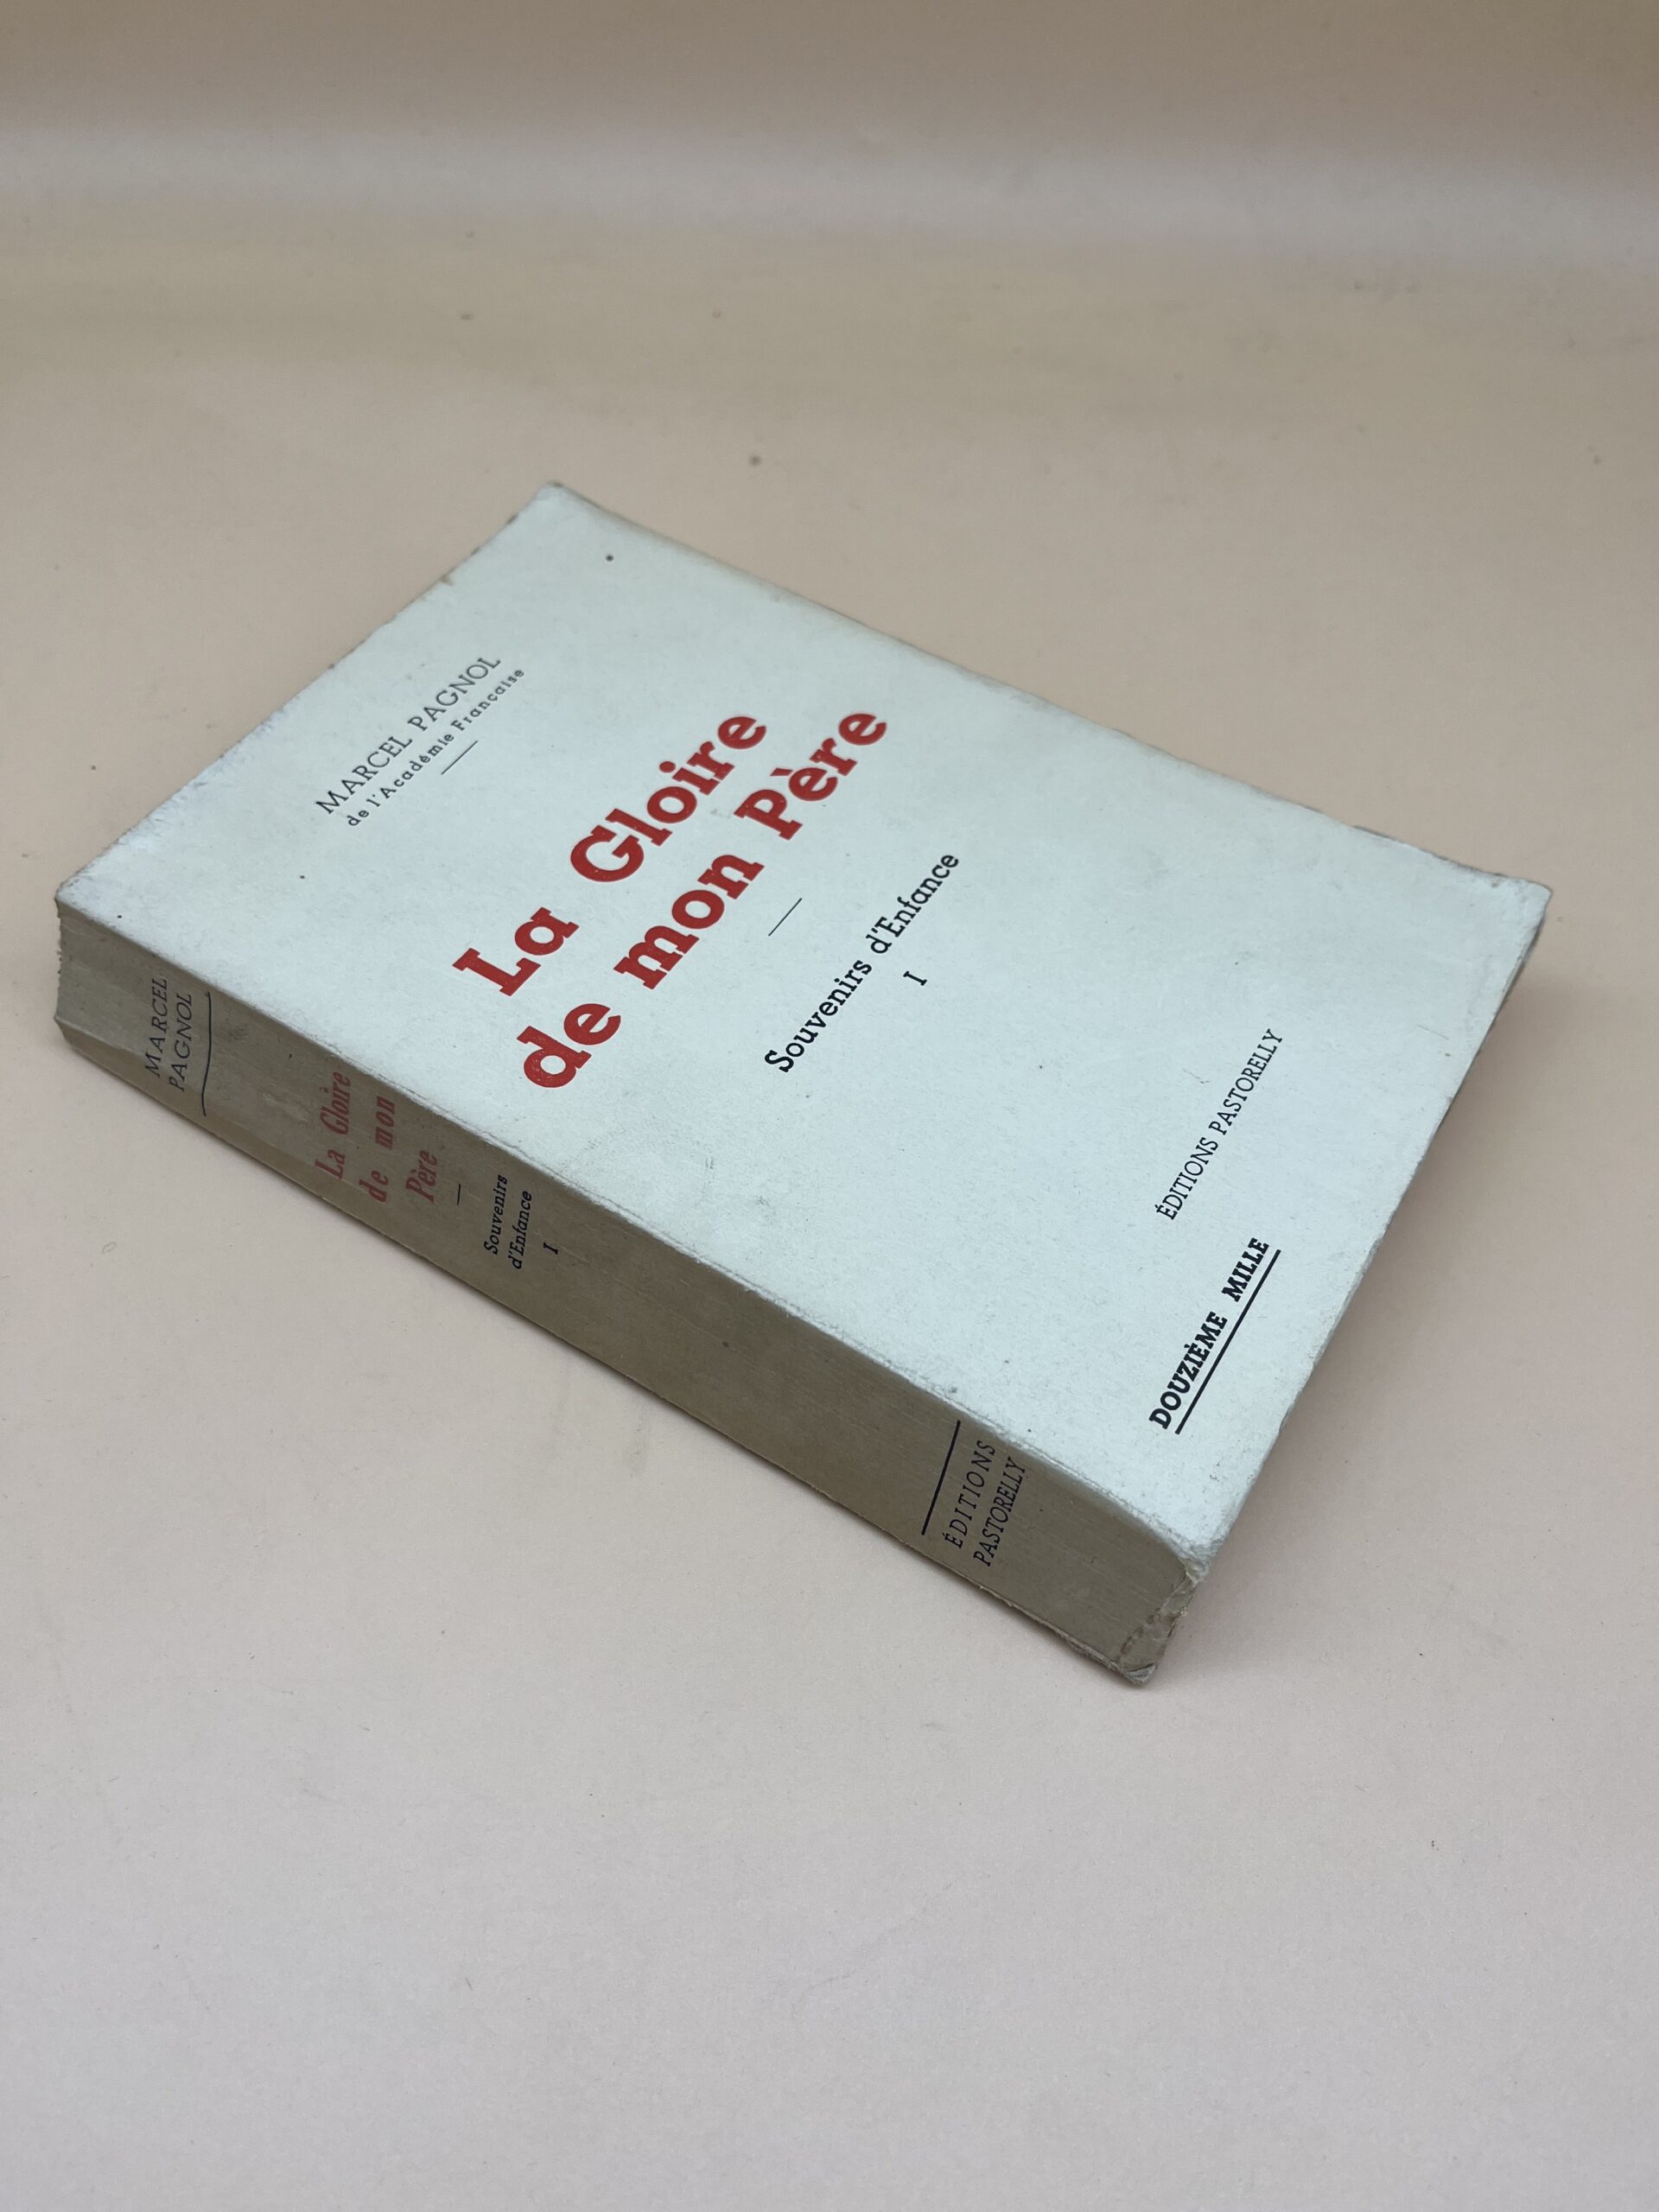 MARCEL PAGNOL
de l'Académie Française
La Gloire
de mon Père
Souvenirs d'Enfance
I
ÉDITIONS PASTORELLY
DOUZIÈME MILLE
MARCEL
PAGNOL
La Gloire
de mon
Père
Souvenirs
d'Enfance
I
ÉDITIONS
PASTORELLY